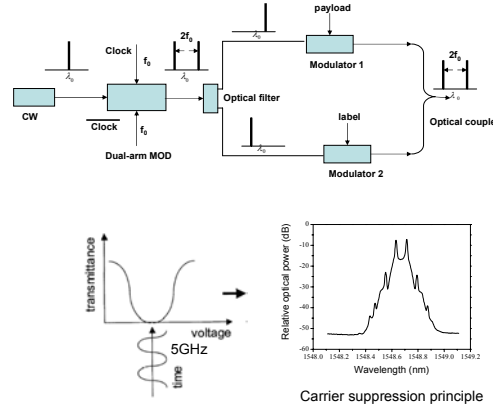 payload
2f₀
Clock
f₀
2f₀
λ₀
λ₀
λ₀
Modulator 1
2f₀
λ₀
CW
Optical filter
Clock
f₀
Dual-arm MOD
λ₀
label
Optical couple
Modulator 2
transmittance
voltage
5GHz
time
Relative optical power (dB)
0
-10
-20
-30
-40
-50
-60
1548.0 1548.2 1548.4 1548.6 1548.8 1549.0 1549.2
Wavelength (nm)
Carrier suppression principle